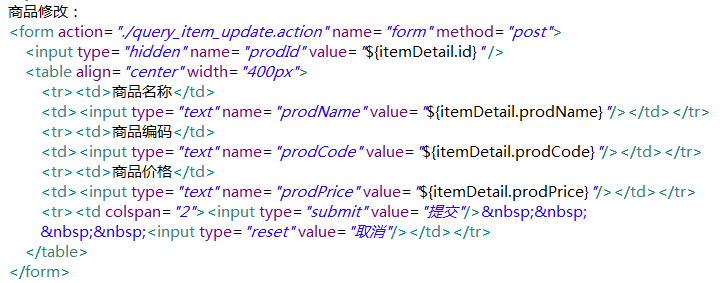 商品修改：
<form action="./query_item_update.action" name="form" method="post">
<input type="hidden" name="prodId" value="${itemDetail.id}" />
<table align="center" width="400px">
<tr><td>商品名称</td>
<td><input type="text" name="prodName" value="${itemDetail.prodName}"/></td></tr>
<tr><td>商品编码</td>
<td><input type="text" name="prodCode" value="${itemDetail.prodCode}"/></td></tr>
<tr><td>商品价格</td>
<td><input type="text" name="prodPrice" value="${itemDetail.prodPrice}"/></td></tr>
<tr><td colspan="2"><input type="submit" value="提交"/>&nbsp;&nbsp;
&nbsp;&nbsp;<input type="reset" value="取消"/></td></tr>
</table>
</form>